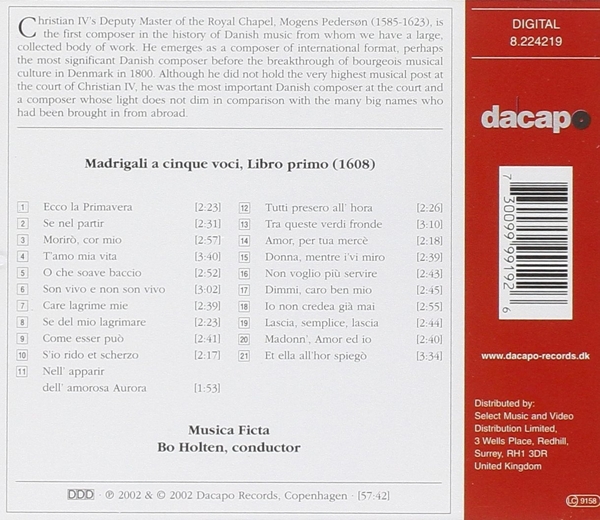 Christian IV's Deputy Master of the Royal Chapel, Mogens Pedersøn (1585-1623), is
the first composer in the history of Danish music from whom we have a large,
collected body of work. He emerges as a composer of international format, perhaps
the most significant Danish composer before the breakthrough of bourgeois musical
culture in Denmark in 1800. Although he did not hold the very highest musical post at
the court of Christian IV, he was the most important Danish composer at the court and
a composer whose light does not dim in comparison with the many big names who
had been brought in from abroad.
Madrigali a cinque voci, Libro primo (1608)
1 Ecco la Primavera [2:23]
2 Se nel partir [2:31]
3 Morirò, cor mio [2:57]
4 T'amo mia vita [3:40]
5 O che soave baccio [2:52]
6 Son vivo e non son vivo [3:02]
7 Care lagrime mie [2:39]
8 Se del mio lagrimare [2:23]
9 Come esser può [2:41]
10 S'io rido et scherzo [2:17]
11 Nell' apparir
dell' amorosa Aurora [1:53]
12 Tutti presero all' hora [2:26]
13 Tra queste verdi fronde [3:10]
14 Amor, per tua mercè [2:18]
15 Donna, mentre i'vi miro [2:39]
16 Non voglio più servire [2:43]
17 Dimmi, caro ben mio [2:45]
18 Io non credea già mai [2:55]
19 Lascia, semplice, lascia [2:44]
20 Madonn', Amor ed io [2:40]
21 Et ella all'hor spiegò [3:34]
Musica Ficta
Bo Holten, conductor
DDD · ℗ 2002 & © 2002 Dacapo Records, Copenhagen · [57:42]
DIGITAL
8.224219
dacapo
7 30099 99192 6
www.dacapo-records.dk
Distributed by:
Select Music and Video
Distribution Limited,
3 Wells Place, Redhill,
Surrey, RH1 3DR
United Kingdom
LC 9158